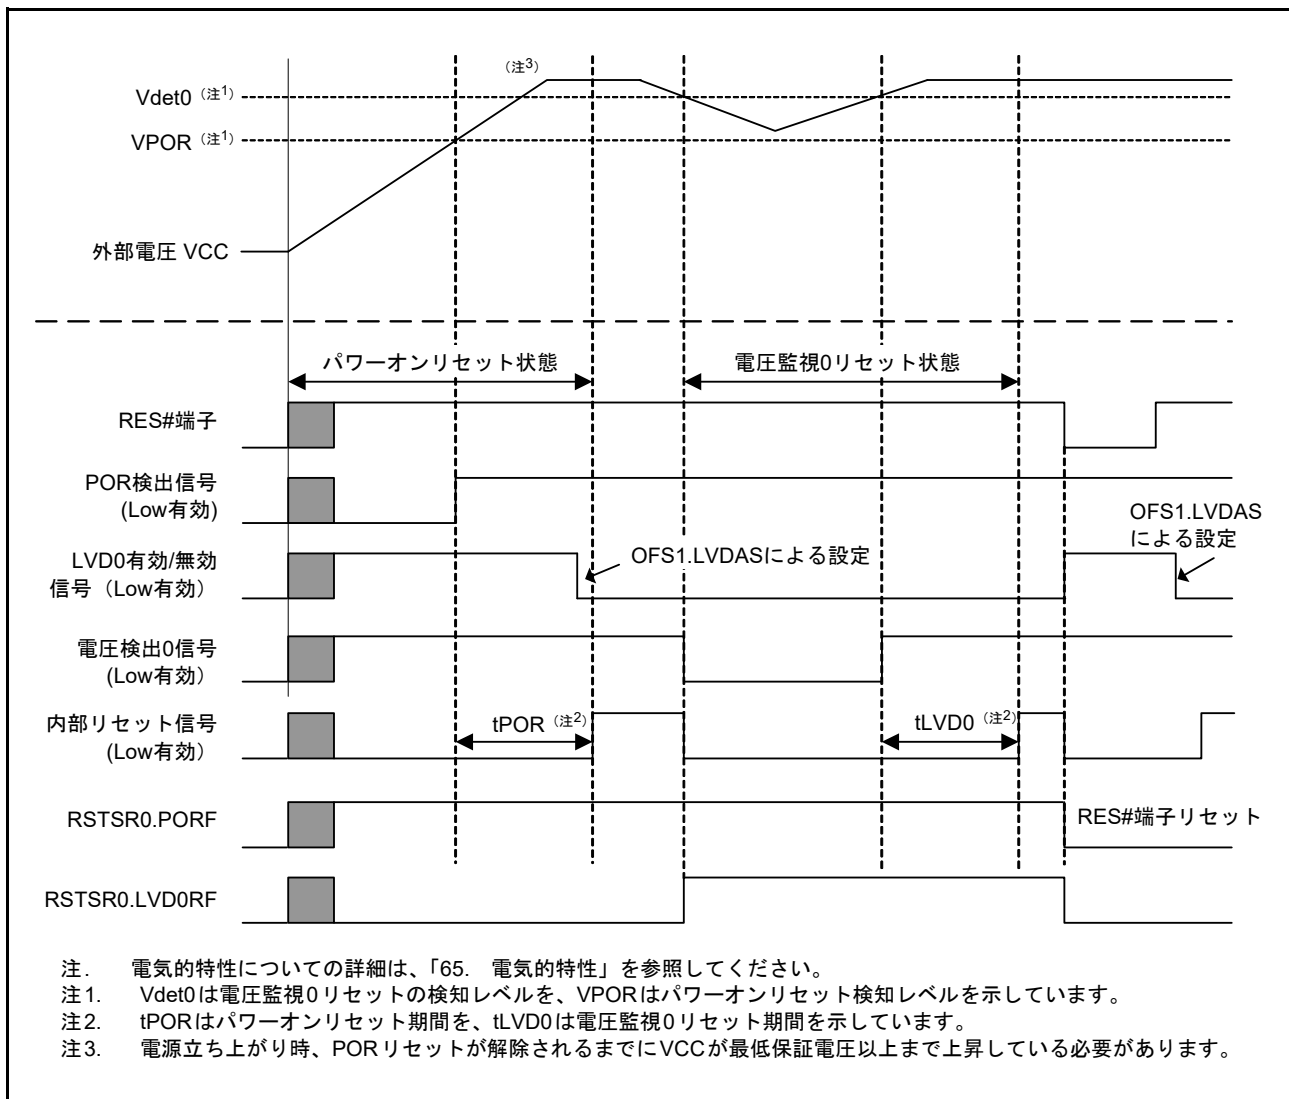 （注3）
Vdet0（注1）
VPOR（注1）
外部電圧 VCC
パワーオンリセット状態
電圧監視0リセット状態
RES#端子
POR検出信号
(Low有効)
OFS1.LVDAS
による設定
LVD0有効/無効
信号（Low有効）
OFS1.LVDASによる設定
電圧検出0信号
(Low有効）
内部リセット信号
(Low有効）
tPOR（注2）
tLVD0（注2）
RSTSR0.PORF
RES#端子リセット
RSTSR0.LVD0RF
注. 電気的特性についての詳細は、「65. 電気的特性」を参照してください。
注1. Vdet0は電圧監視0リセットの検知レベルを、VPORはパワーオンリセット検知レベルを示しています。
注2. tPORはパワーオンリセット期間を、tLVD0は電圧監視0リセット期間を示しています。
注3. 電源立ち上がり時、PORリセットが解除されるまでにVCCが最低保証電圧以上まで上昇している必要があります。